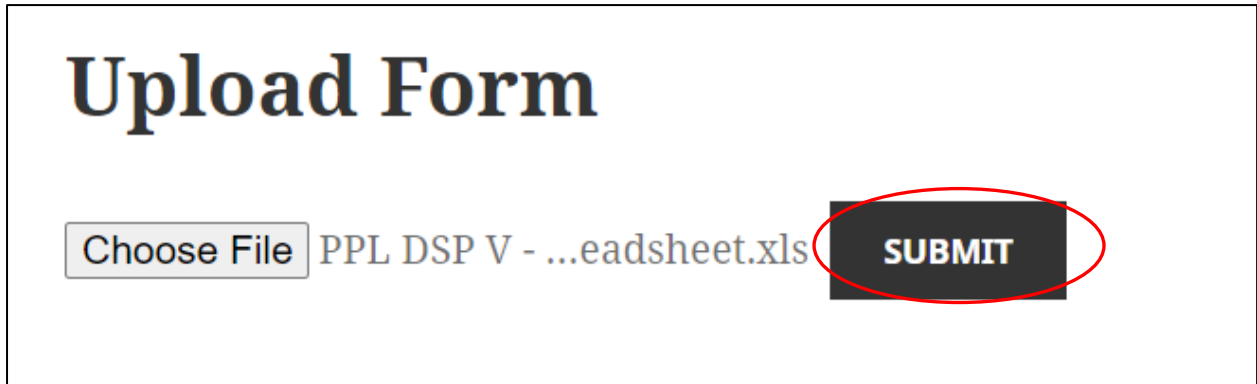 Upload Form
Choose File PPL DSP V - ...eadsheet.xls SUBMIT